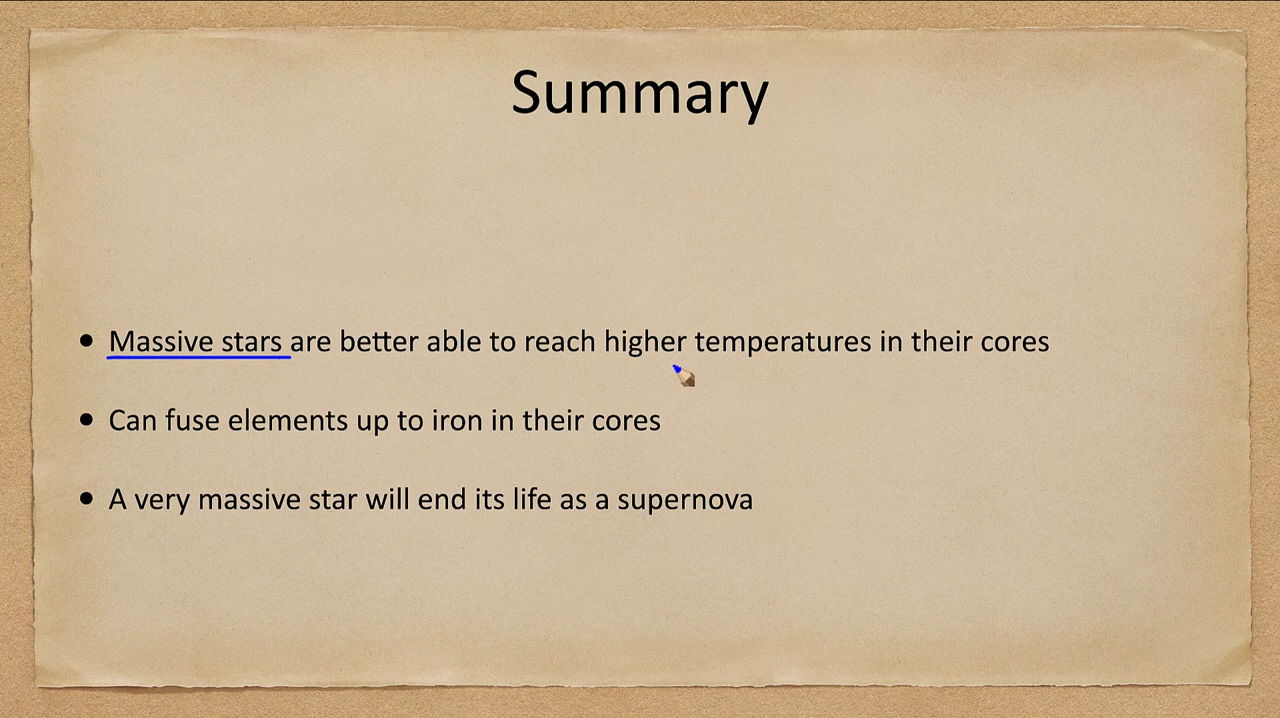 Summary
• Massive stars are better able to reach higher temperatures in their cores
• Can fuse elements up to iron in their cores
• A very massive star will end its life as a supernova